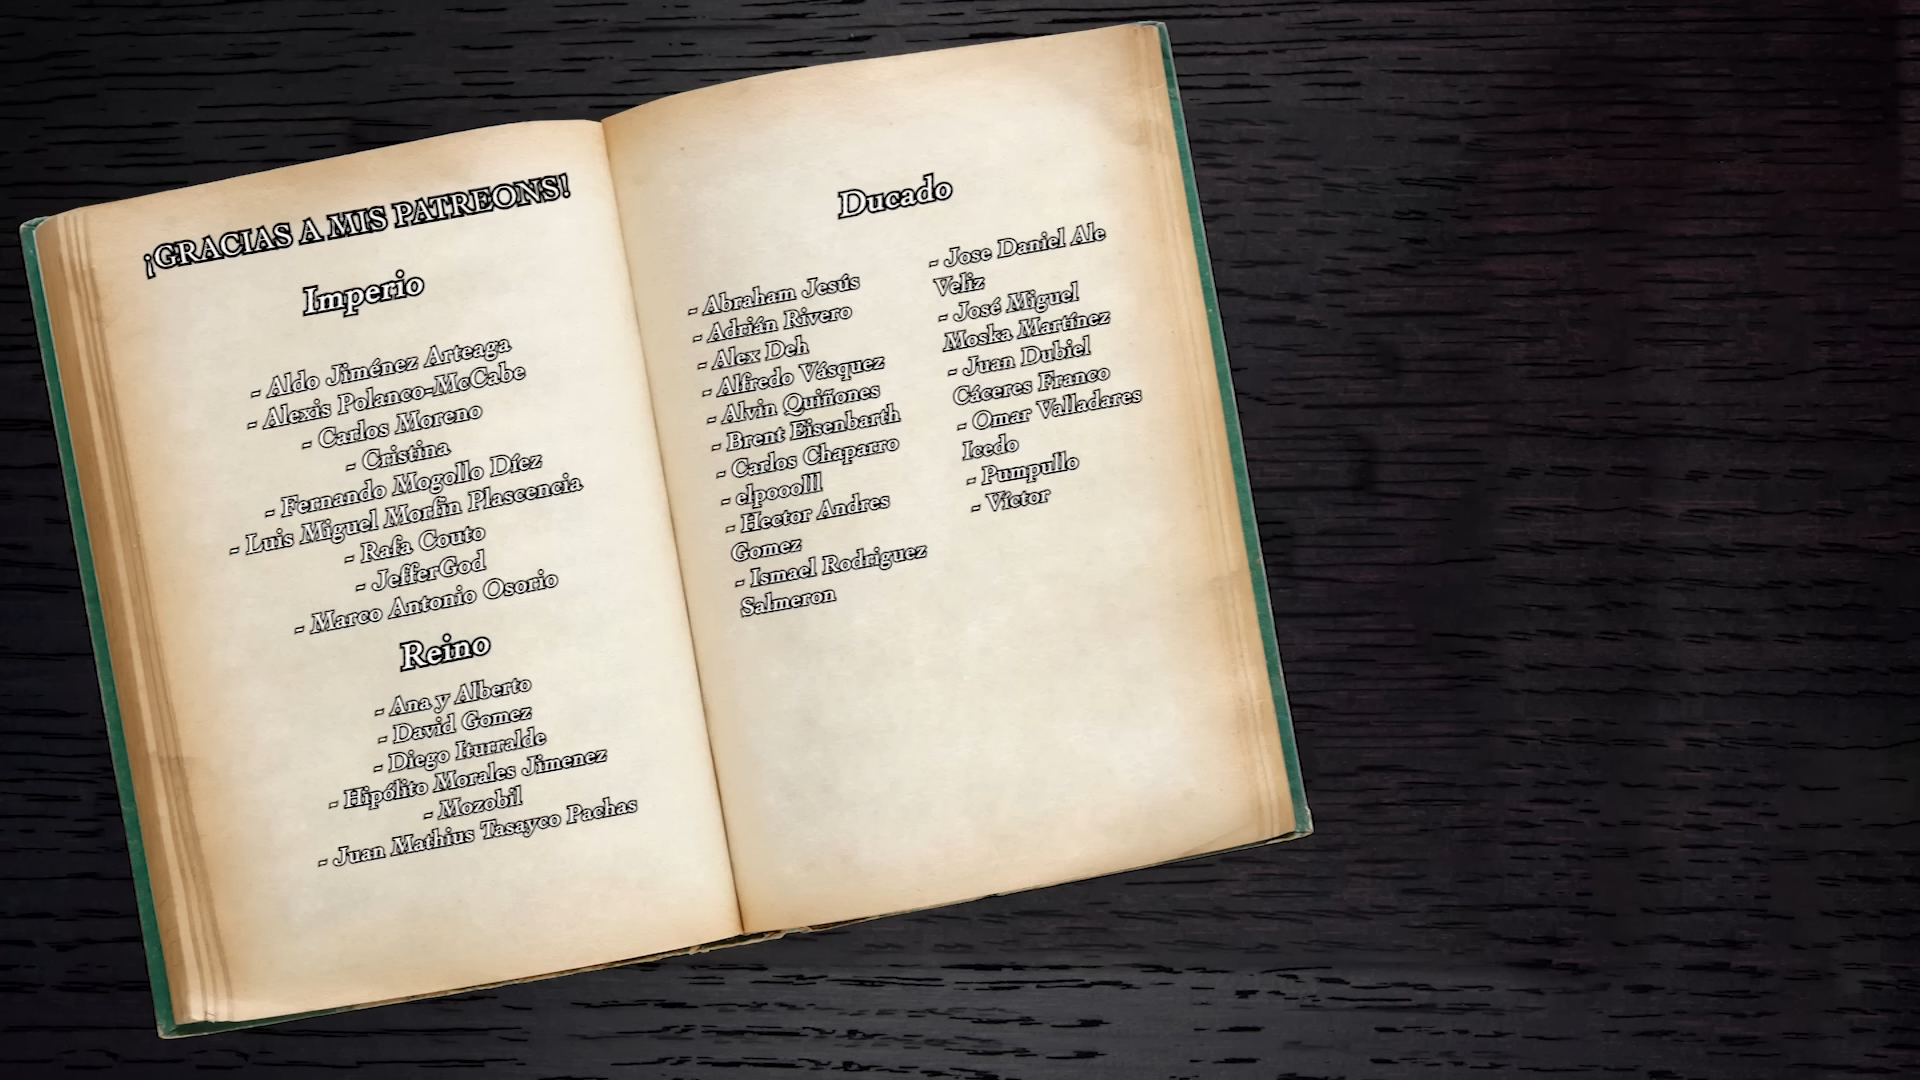 ¡GRACIAS A MIS PATREONS!
Imperio
- Aldo Jiménez Arteaga
- Alexis Polanco-McCabe
- Carlos Moreno
- Cristina
- Fernando Mogollo Díez
- Luis Miguel Morfin Plascencia
- Rafa Couto
- JefferGod
- Marco Antonio Osorio
Reino
- Ana y Alberto
- David Gomez
- Diego Iturralde
- Hipólito Morales Jimenez
- Mozobil
- Juan Mathius Tasayco Pachas
Ducado
- Abraham Jesús
- Adrián Rivero
- Alex Deh
- Alfredo Vásquez
- Alvin Quiñones
- Brent Eisenbarth
- Carlos Chaparro
- elpooolll
- Hector Andres
Gomez
- Ismael Rodriguez
Salmeron
- Jose Daniel Ale
Veliz
- José Miguel
Moska Martínez
- Juan Dubiel
Cáceres Franco
- Omar Valladares
Icedo
- Pumpullo
- Víctor